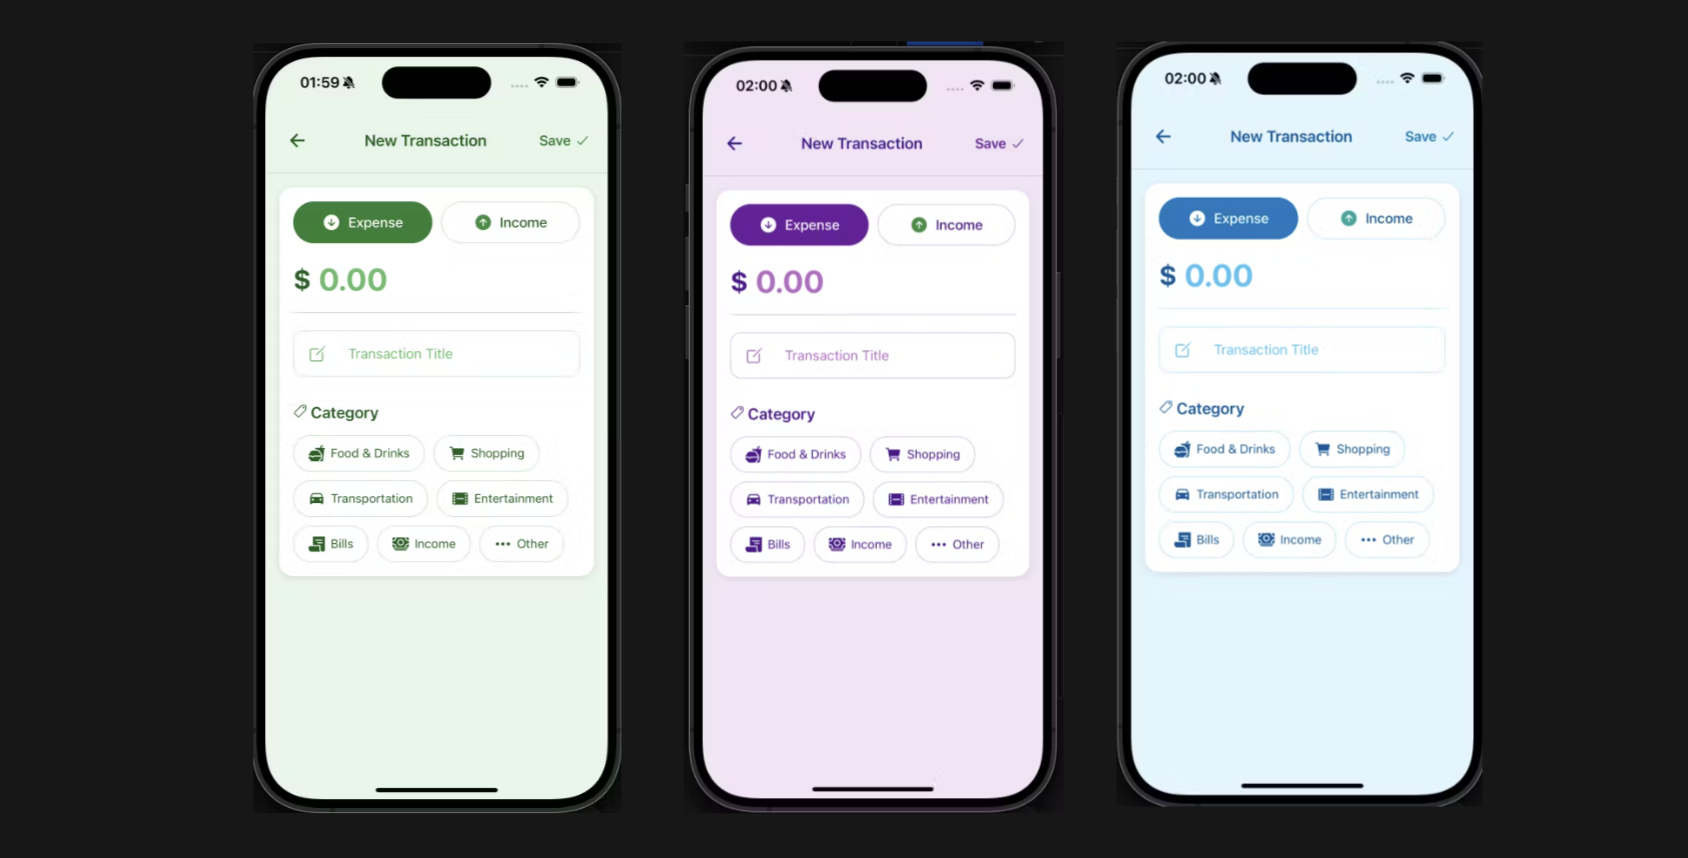 01:59
New Transaction
Save
Expense
Income
$ 0.00
Transaction Title
Category
Food & Drinks
Shopping
Transportation
Entertainment
Bills
Income
Other
02:00
New Transaction
Save
Expense
Income
$ 0.00
Transaction Title
Category
Food & Drinks
Shopping
Transportation
Entertainment
Bills
Income
Other
02:00
New Transaction
Save
Expense
Income
$ 0.00
Transaction Title
Category
Food & Drinks
Shopping
Transportation
Entertainment
Bills
Income
Other